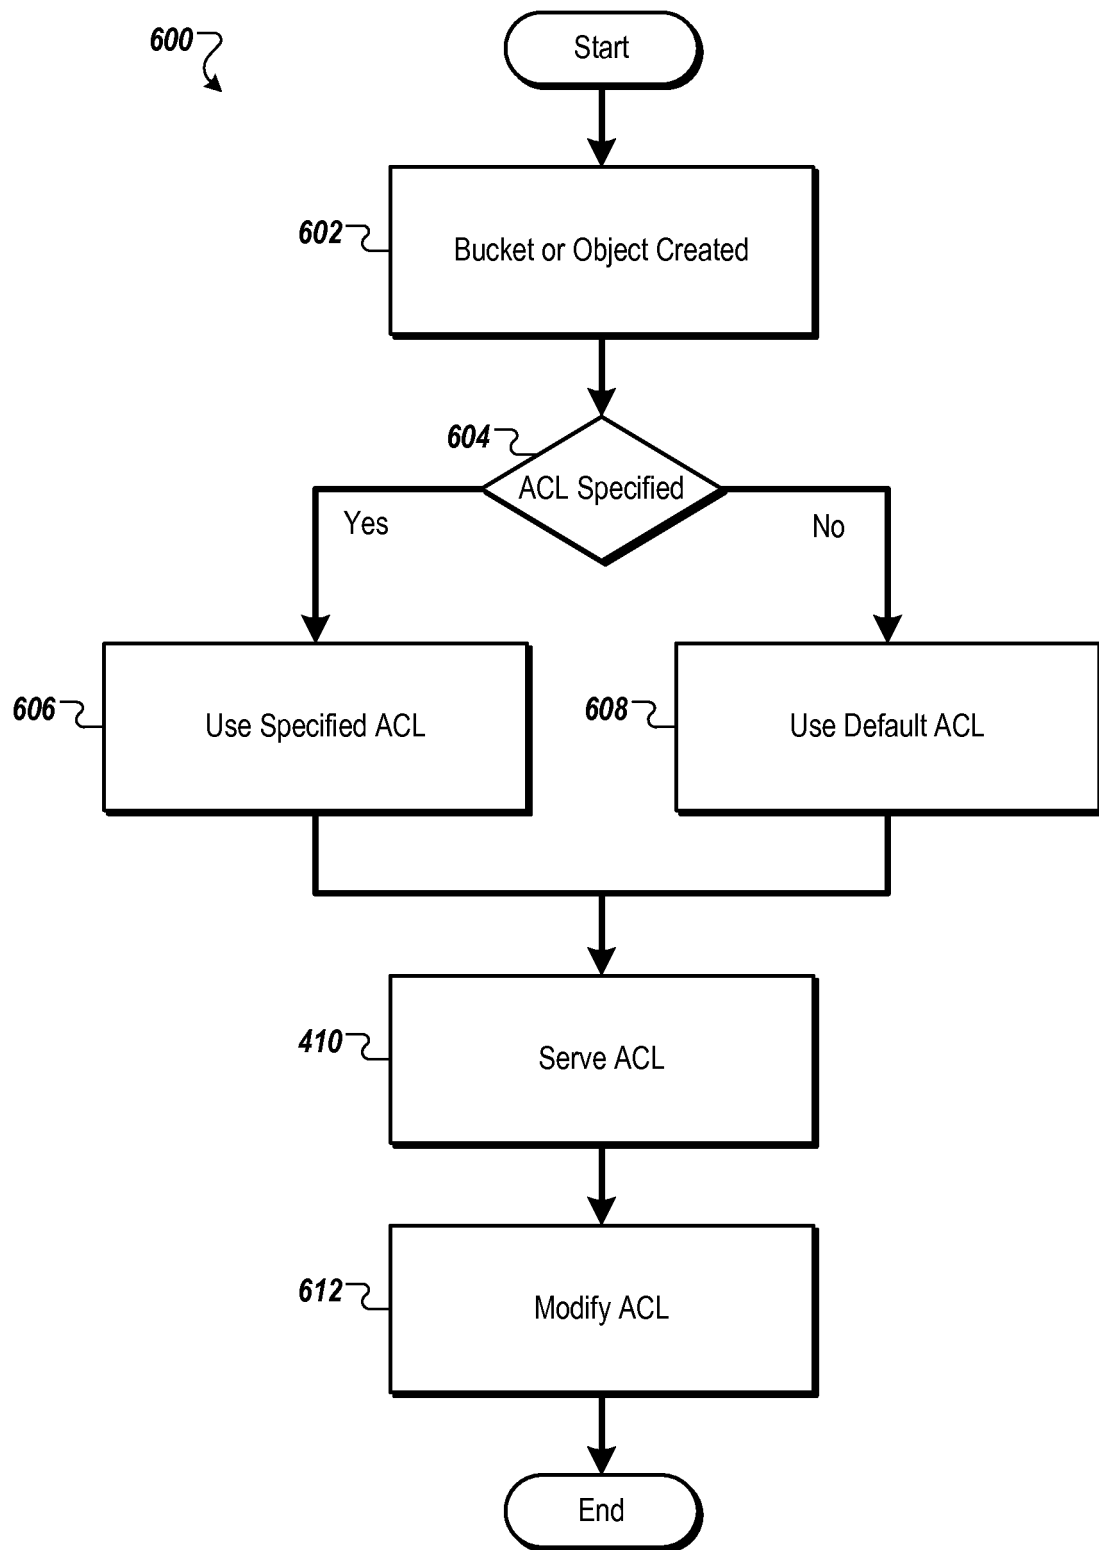 600
Start
602
Bucket or Object Created
604
ACL Specified
Yes
No
606
Use Specified ACL
608
Use Default ACL
410
Serve ACL
612
Modify ACL
End